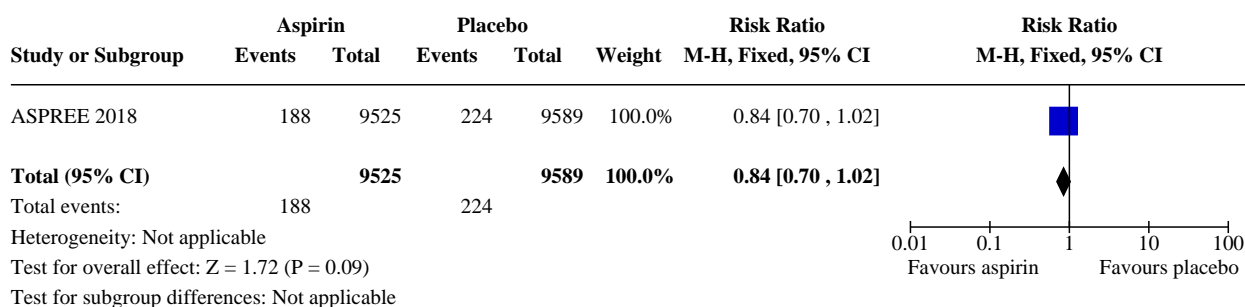 Aspirin Placebo Risk Ratio Risk Ratio
Study or Subgroup Events Total Events Total Weight M-H, Fixed, 95% CI M-H, Fixed, 95% CI
ASPREE 2018 188 9525 224 9589 100.0% 0.84 [0.70 , 1.02]
Total (95% CI) 9525 9589 100.0% 0.84 [0.70 , 1.02]
Total events: 188 224
Heterogeneity: Not applicable
0.01 0.1 1 10 100
Test for overall effect: Z = 1.72 (P = 0.09)
Favours aspirin Favours placebo
Test for subgroup differences: Not applicable